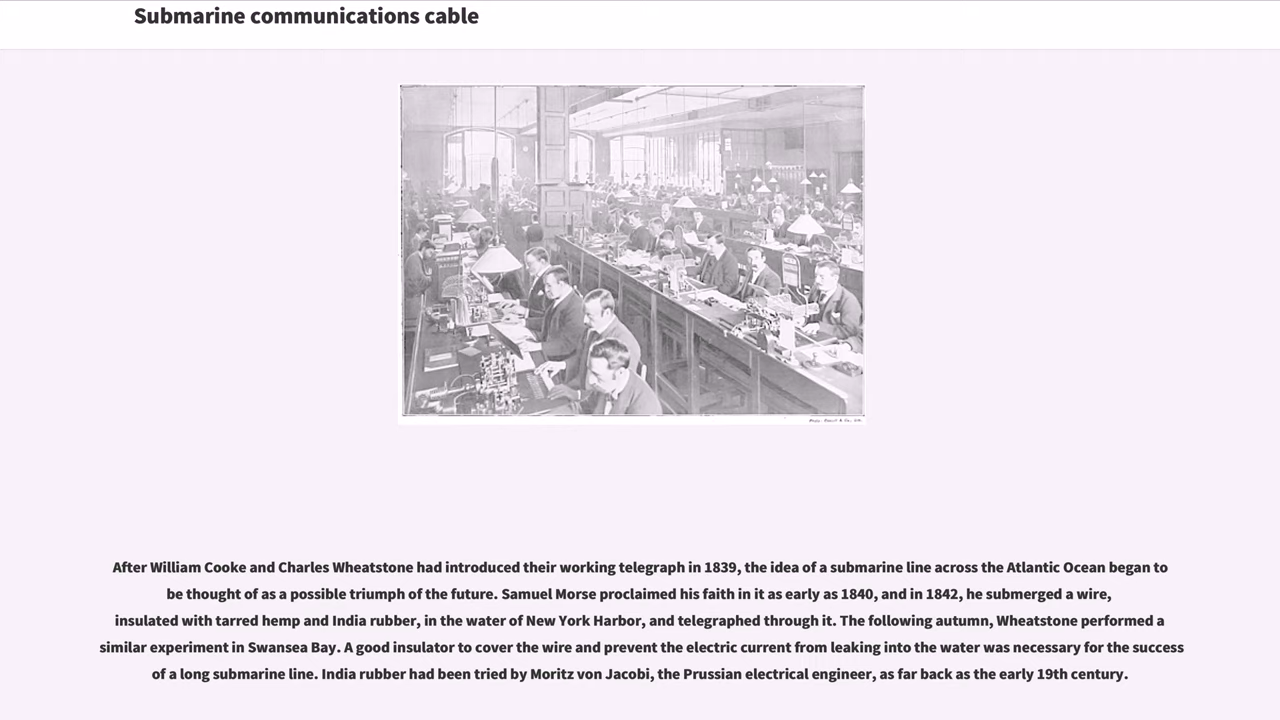 Submarine communications cable
After William Cooke and Charles Wheatstone had introduced their working telegraph in 1839, the idea of a submarine line across the Atlantic Ocean began to
be thought of as a possible triumph of the future. Samuel Morse proclaimed his faith in it as early as 1840, and in 1842, he submerged a wire,
insulated with tarred hemp and India rubber, in the water of New York Harbor, and telegraphed through it. The following autumn, Wheatstone performed a
similar experiment in Swansea Bay. A good insulator to cover the wire and prevent the electric current from leaking into the water was necessary for the success
of a long submarine line. India rubber had been tried by Moritz von Jacobi, the Prussian electrical engineer, as far back as the early 19th century.